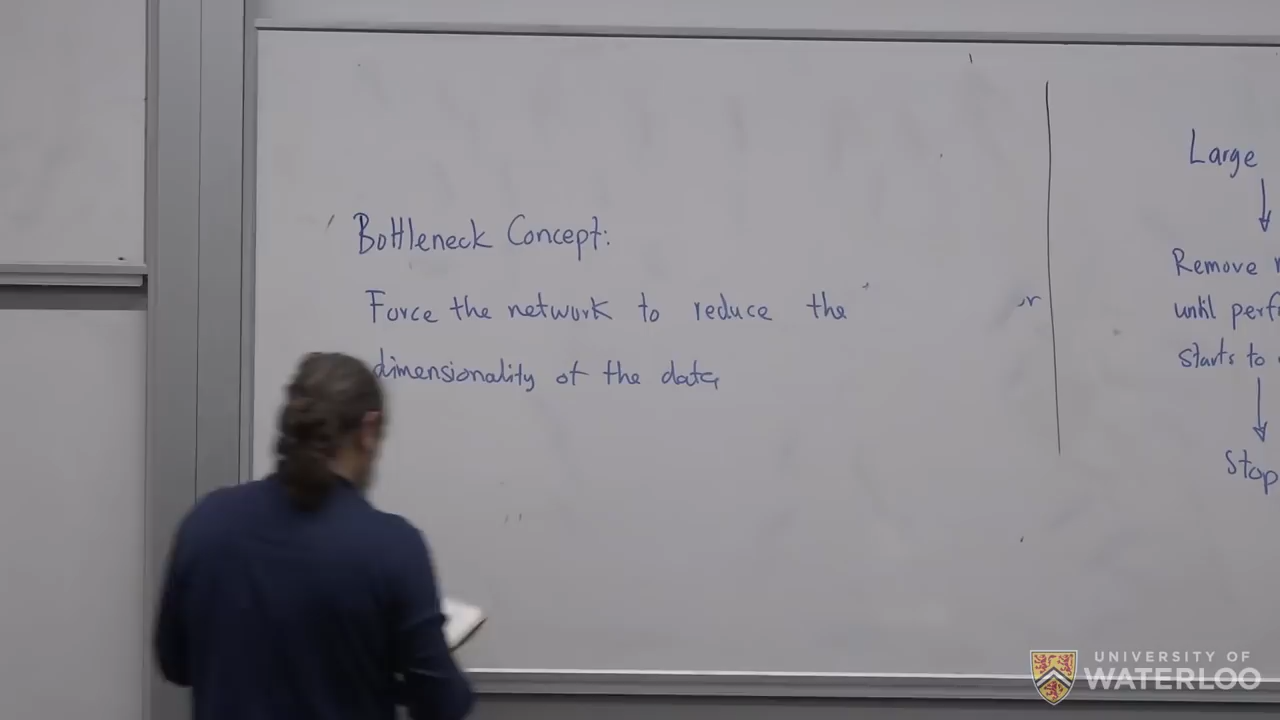 Bottleneck Concept:
Force the network to reduce the
dimensionality of the data
Large
Remove
until
starts to
Stop
UNIVERSITY OF
WATERLOO